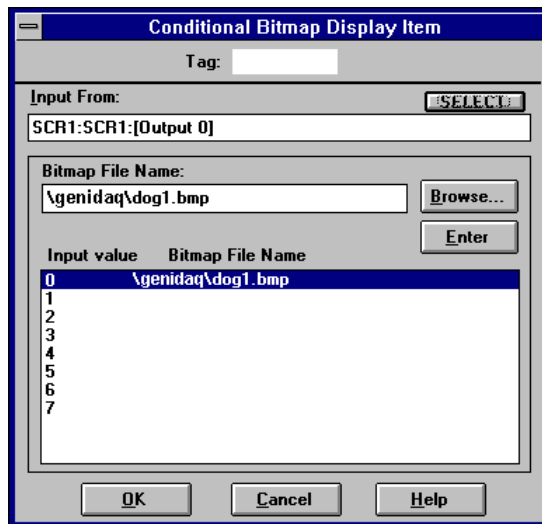 Conditional Bitmap Display Item
Tag:
Input From:
SELECT
SCR1:SCR1:[Output 0]
Bitmap File Name:
\genidaq\dog1.bmp
Browse...
Enter
Input value Bitmap File Name
0 \genidaq\dog1.bmp
1
2
3
4
5
6
7
OK Cancel Help